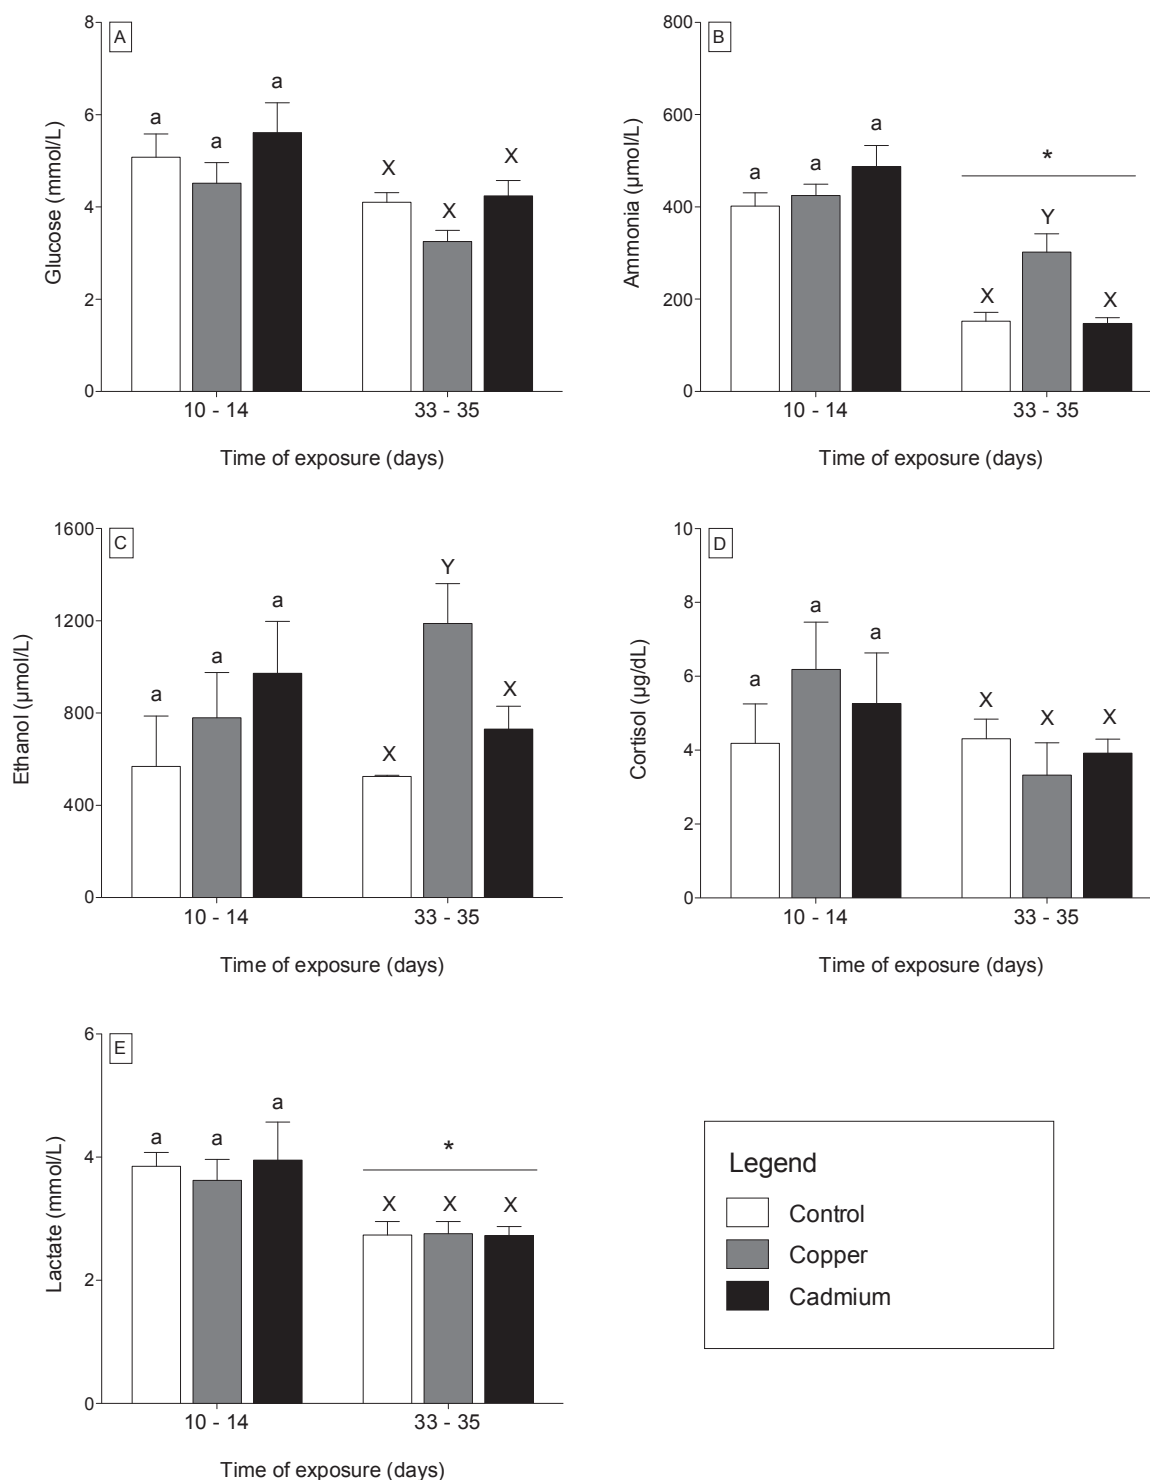 A
Glucose (mmol/L)
8
6
4
2
0
a
a
a
X
X
X
10 - 14
33 - 35
Time of exposure (days)
B
Ammonia (µmol/L)
800
600
400
200
0
a
a
a
*
X
Y
X
10 - 14
33 - 35
Time of exposure (days)
C
Ethanol (µmol/L)
1600
1200
800
400
0
a
a
a
X
Y
X
10 - 14
33 - 35
Time of exposure (days)
D
Cortisol (µg/dL)
10
8
6
4
2
0
a
a
a
X
X
X
10 - 14
33 - 35
Time of exposure (days)
E
Lactate (mmol/L)
6
4
2
0
a
a
a
*
X
X
X
10 - 14
33 - 35
Time of exposure (days)
Legend
Control
Copper
Cadmium